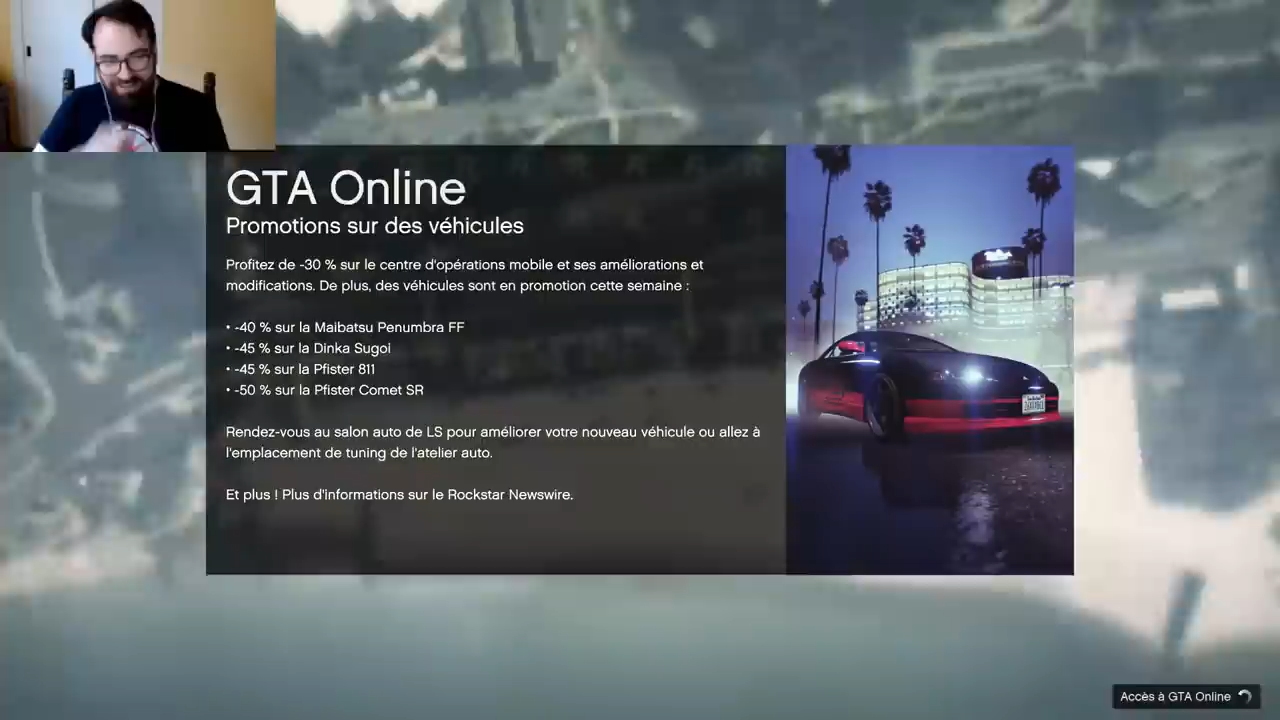 GTA Online
Promotions sur des véhicules
Profitez de -30 % sur le centre d'opérations mobile et ses améliorations et
modifications. De plus, des véhicules sont en promotion cette semaine :
• -40 % sur la Maibatsu Penumbra FF
• -45 % sur la Dinka Sugoi
• -45 % sur la Pfister 811
• -50 % sur la Pfister Comet SR
Rendez-vous au salon auto de LS pour améliorer votre nouveau véhicule ou allez à
l'emplacement de tuning de l'atelier auto.
Et plus ! Plus d'informations sur le Rockstar Newswire.
Accès à GTA Online